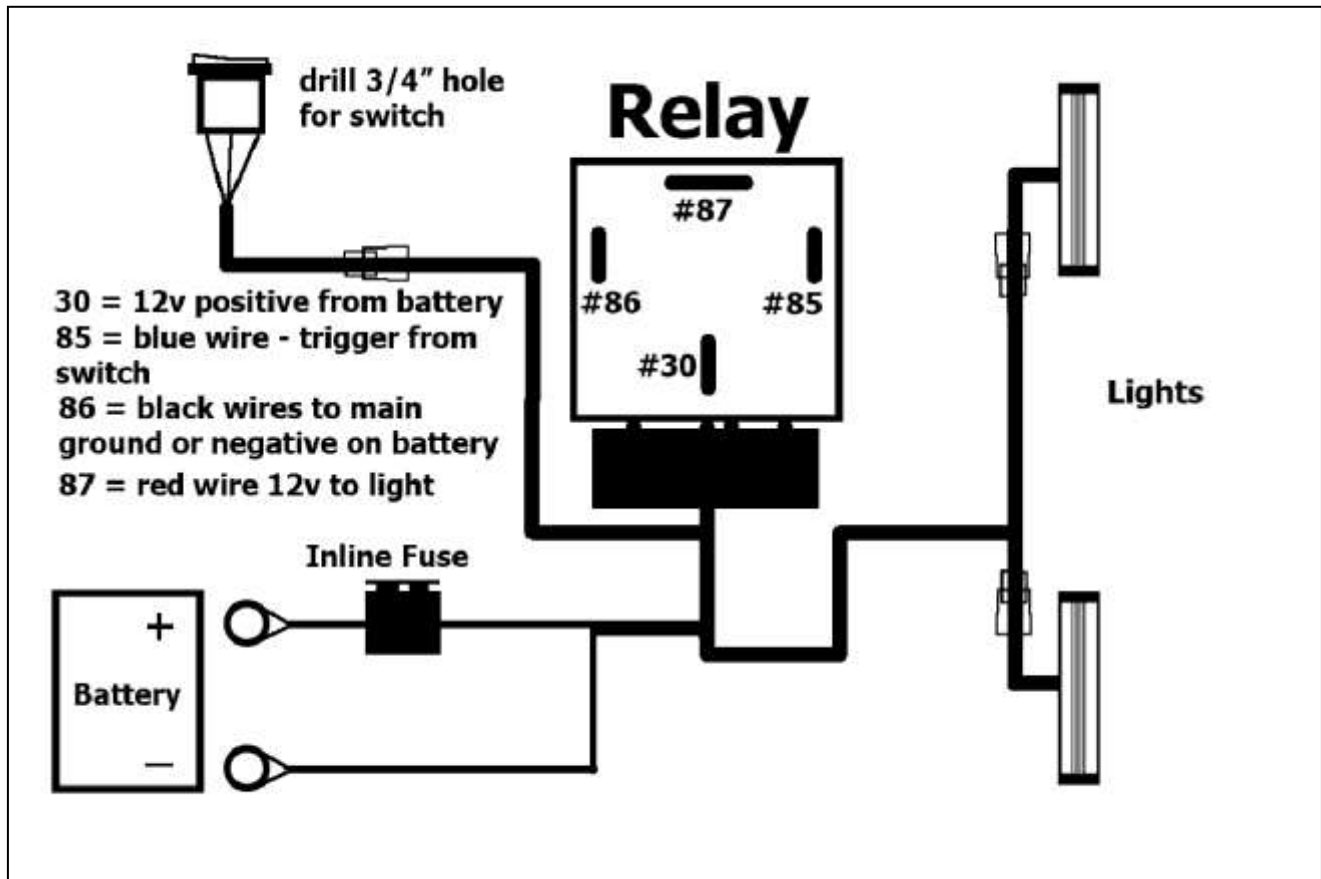 drill 3/4" hole
for switch
Relay
#87
#86
#85
#30
30 = 12v positive from battery
85 = blue wire - trigger from
switch
86 = black wires to main
ground or negative on battery
87 = red wire 12v to light
Lights
Inline Fuse
+
Battery
–